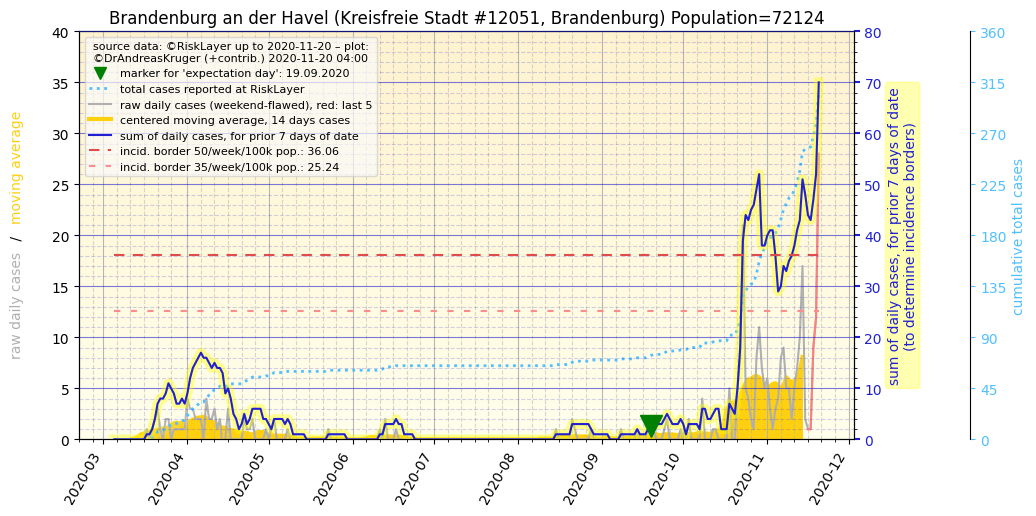 Brandenburg an der Havel (Kreisfreie Stadt #12051, Brandenburg) Population=72124
source data: ©RiskLayer up to 2020-11-20 – plot:
©DrAndreasKruger (+contrib.) 2020-11-20 04:00
marker for 'expectation day': 19.09.2020
total cases reported at RiskLayer
raw daily cases (weekend-flawed), red: last 5
centered moving average, 14 days cases
sum of daily cases, for prior 7 days of date
incid. border 50/week/100k pop.: 36.06
incid. border 35/week/100k pop.: 25.24
raw daily cases / moving average
40
35
30
25
20
15
10
5
0
80
70
60
50
40
30
20
10
0
sum of daily cases, for prior 7 days of date
(to determine incidence borders)
360
315
270
225
180
135
90
45
0
cumulative total cases
2020-03
2020-04
2020-05
2020-06
2020-07
2020-08
2020-09
2020-10
2020-11
2020-12